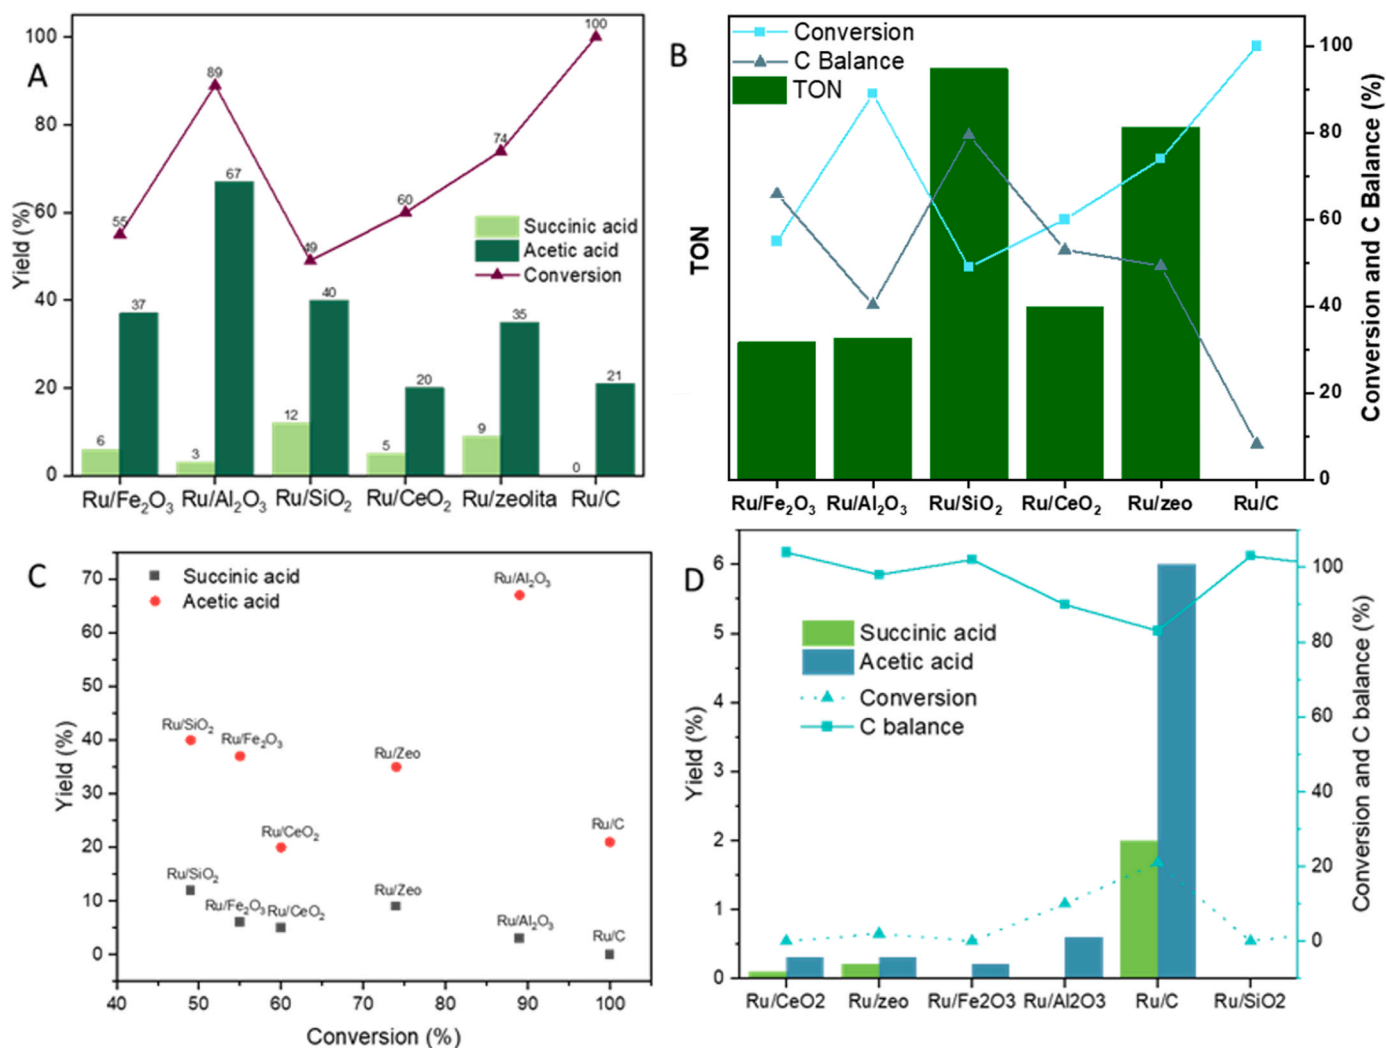 A
Yield (%)
100
80
60
40
20
0
55
89
49
60
74
100
6
37
3
67
12
40
5
20
9
35
0
21
Succinic acid
Acetic acid
Conversion
Ru/Fe₂O₃ Ru/Al₂O₃ Ru/SiO₂ Ru/CeO₂ Ru/zeolita Ru/C
B
Conversion
C Balance
TON
TON
100
80
60
40
20
0
Conversion and C Balance (%)
Ru/Fe₂O₃ Ru/Al₂O₃ Ru/SiO₂ Ru/CeO₂ Ru/zeo Ru/C
C
Succinic acid
Acetic acid
Yield (%)
70
60
50
40
30
20
10
0
Ru/Al₂O₃
Ru/SiO₂
Ru/Fe₂O₃
Ru/Zeo
Ru/CeO₂
Ru/C
Ru/SiO₂
Ru/Fe₂O₃
Ru/CeO₂
Ru/Zeo
Ru/Al₂O₃
Ru/C
40 50 60 70 80 90 100
Conversion (%)
D
Yield (%)
6
5
4
3
2
1
0
Succinic acid
Acetic acid
Conversion
C balance
100
80
60
40
20
0
Conversion and C balance (%)
Ru/CeO2 Ru/zeo Ru/Fe2O3 Ru/Al2O3 Ru/C Ru/SiO2